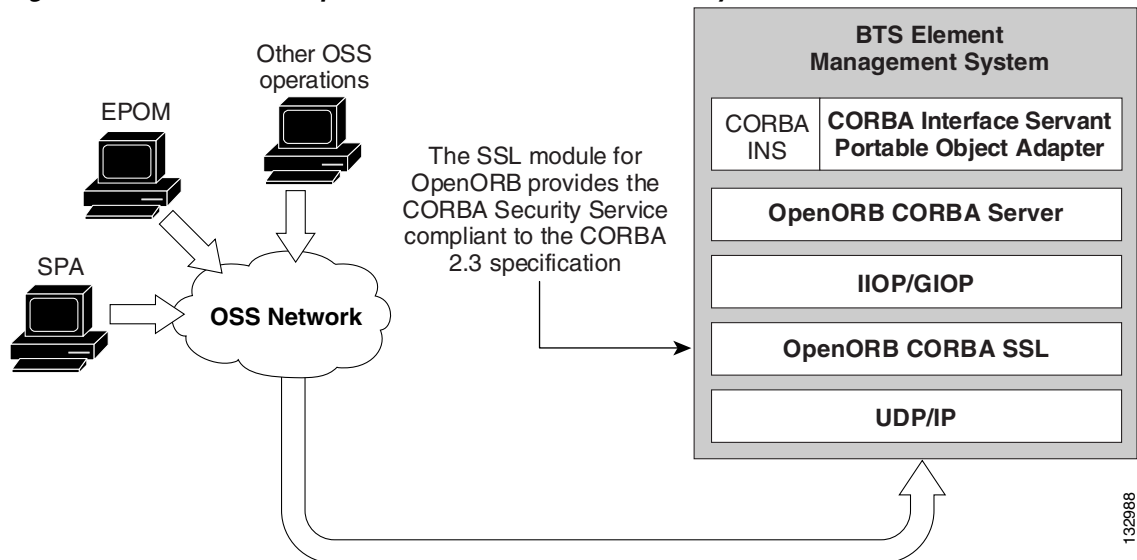 Other OSS
operations
EPOM
SPA
OSS Network
The SSL module for
OpenORB provides the
CORBA Security Service
compliant to the CORBA
2.3 specification
BTS Element
Management System
CORBA
INS
CORBA Interface Servant
Portable Object Adapter
OpenORB CORBA Server
IIOP/GIOP
OpenORB CORBA SSL
UDP/IP
132988